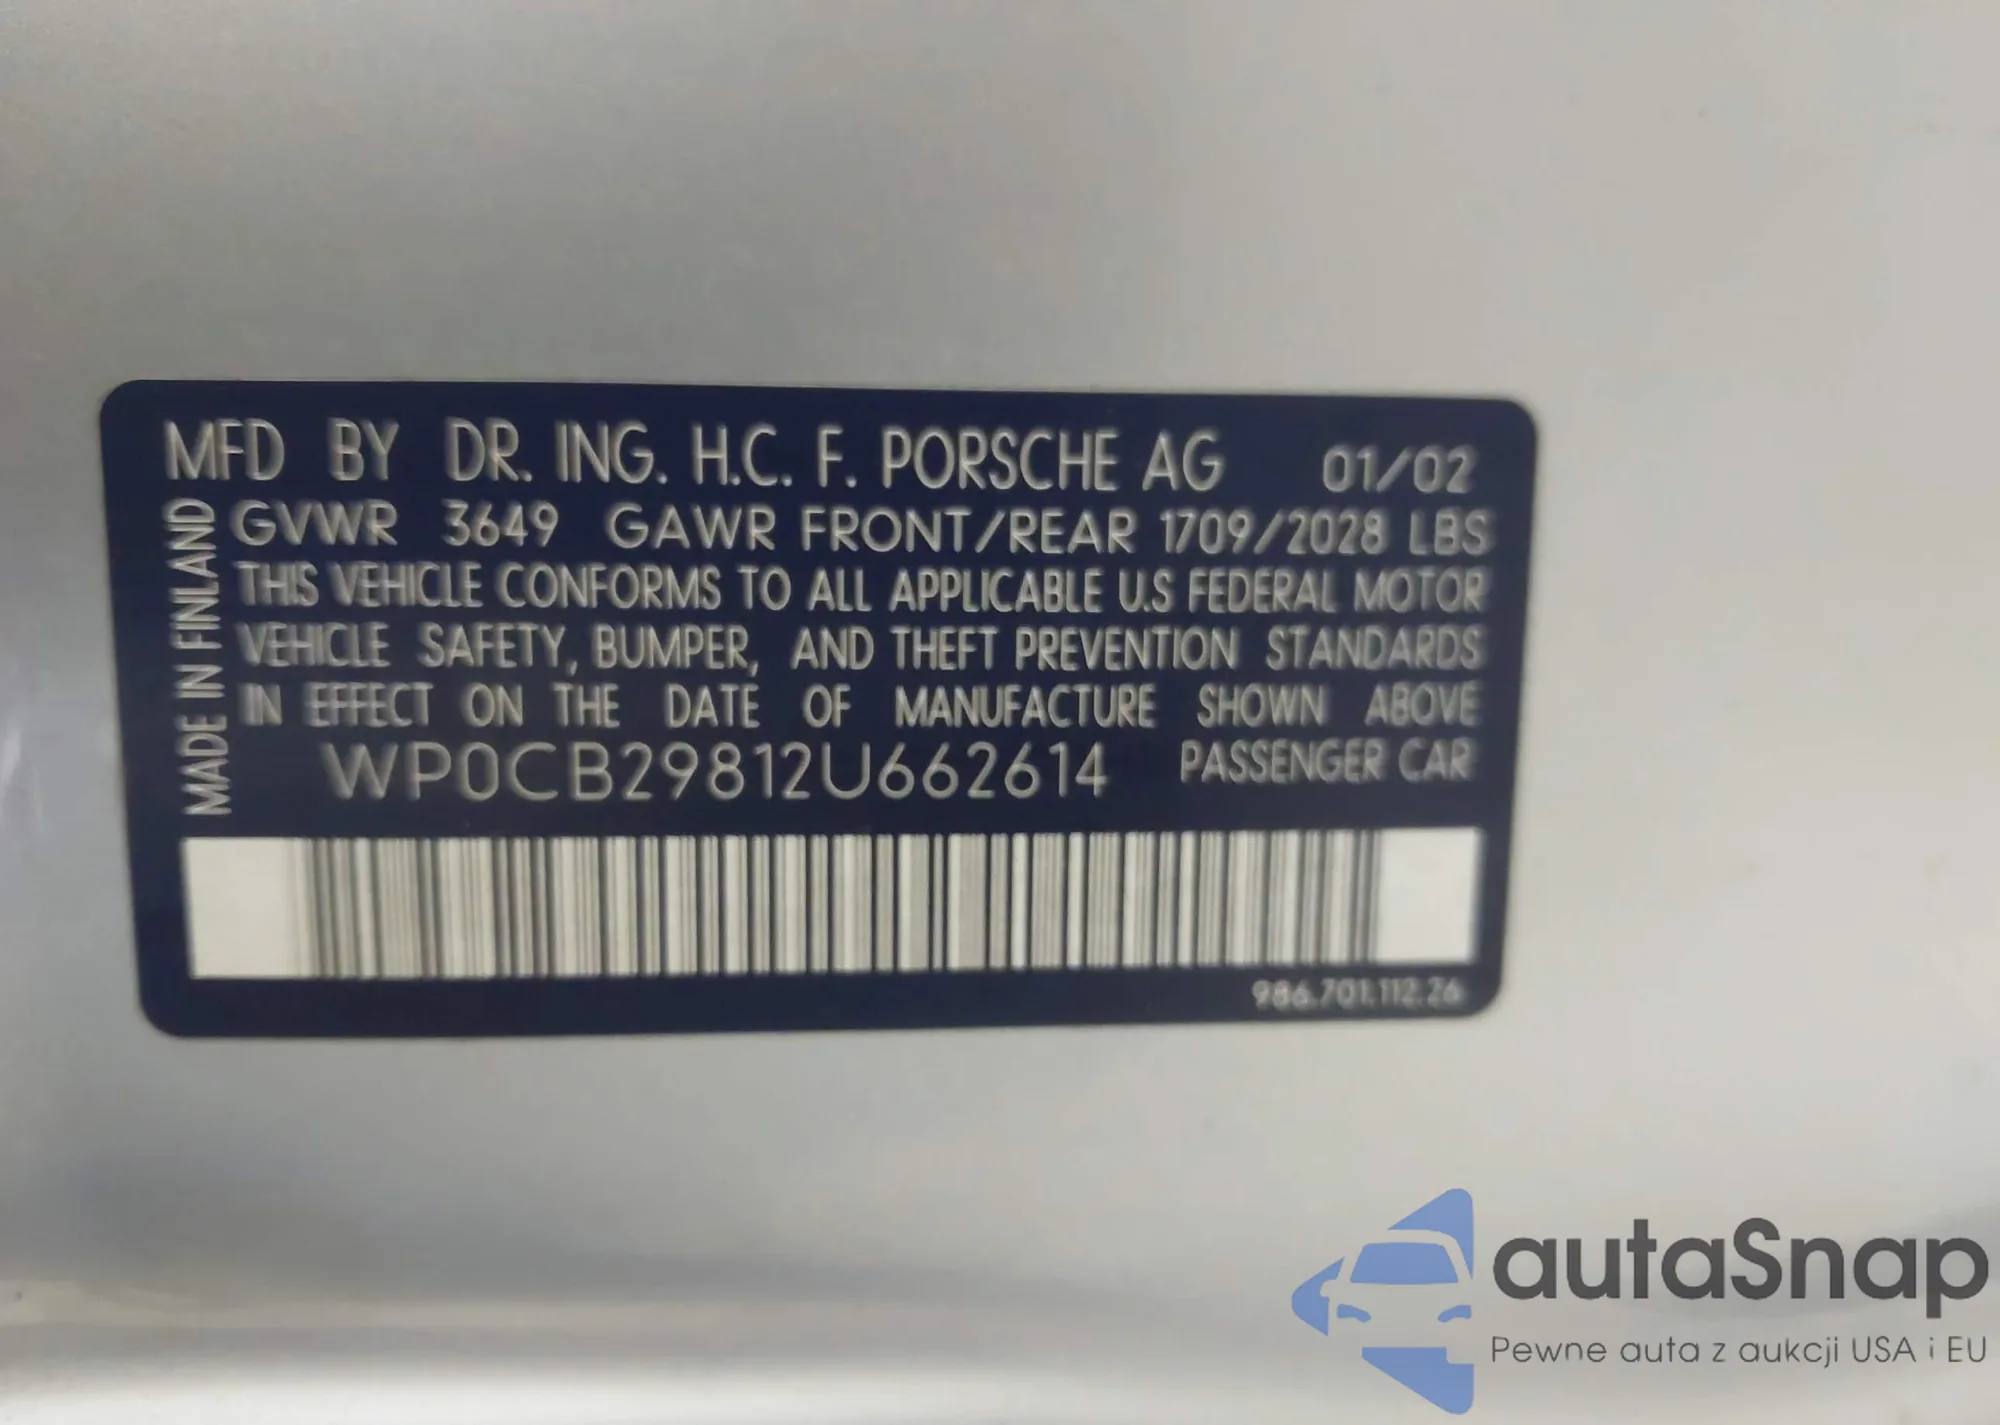 MFD BY DR. ING. H.C. F. PORSCHE AG 01/02
GVWR 3649 GAWR FRONT/REAR 1709/2028 LBS
THIS VEHICLE CONFORMS TO ALL APPLICABLE U.S FEDERAL MOTOR
VEHICLE SAFETY, BUMPER, AND THEFT PREVENTION STANDARDS
IN EFFECT ON THE DATE OF MANUFACTURE SHOWN ABOVE
WP0CB29812U662614 PASSENGER CAR
MADE IN FINLAND
986.701.112.26
autaSnap
Pewne auta z aukcji USA i EU